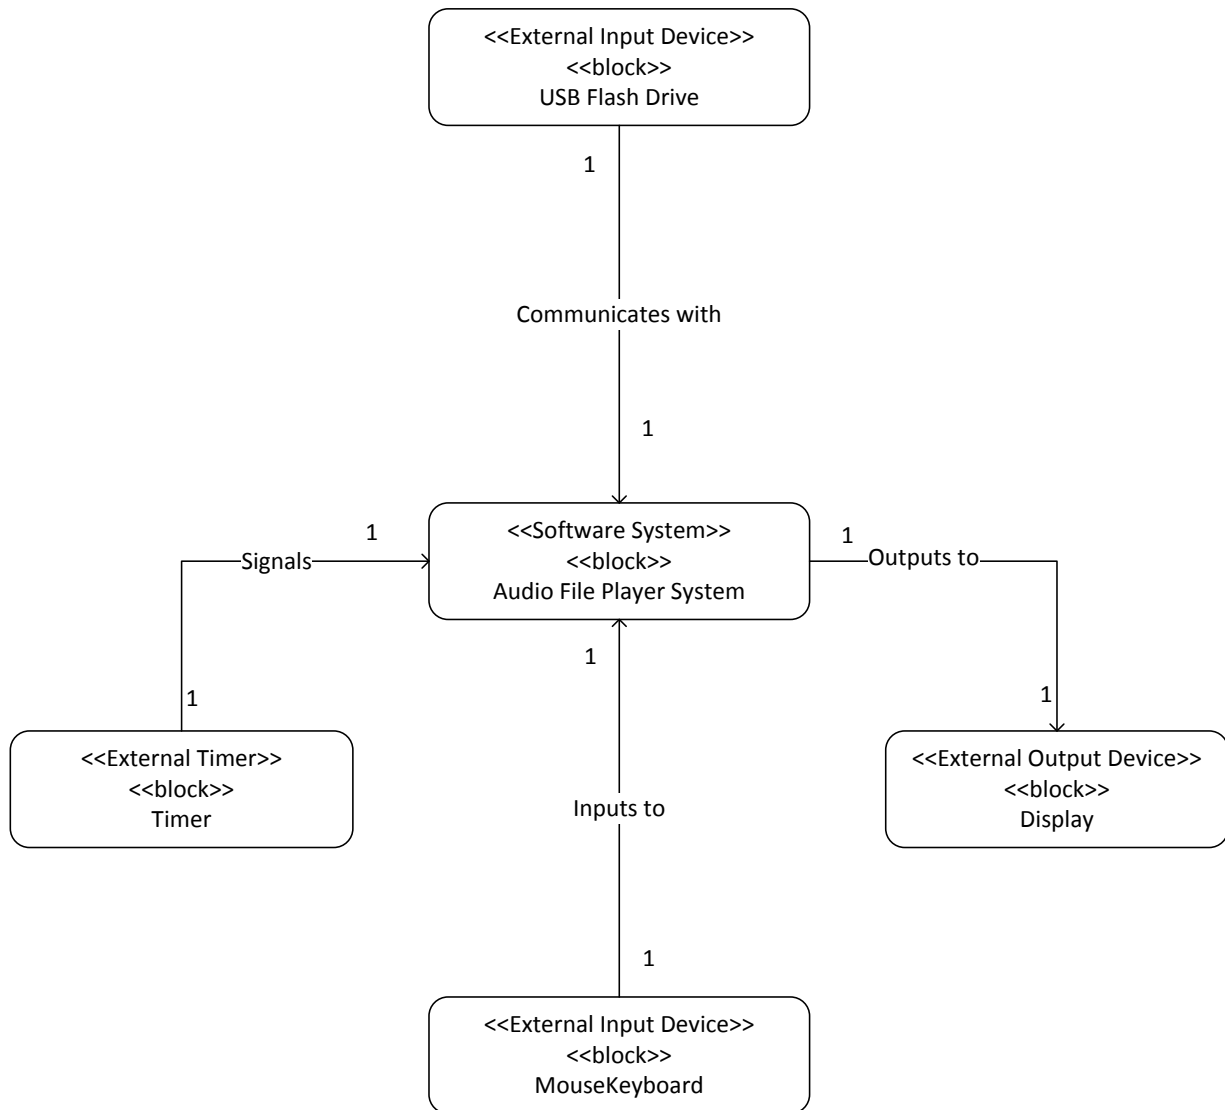 <<External Input Device>>
<<block>>
USB Flash Drive
1
Communicates with
1
<<Software System>>
<<block>>
Audio File Player System
1
Signals
1
1
Outputs to
1
<<External Timer>>
<<block>>
Timer
<<External Output Device>>
<<block>>
Display
1
Inputs to
1
<<External Input Device>>
<<block>>
MouseKeyboard